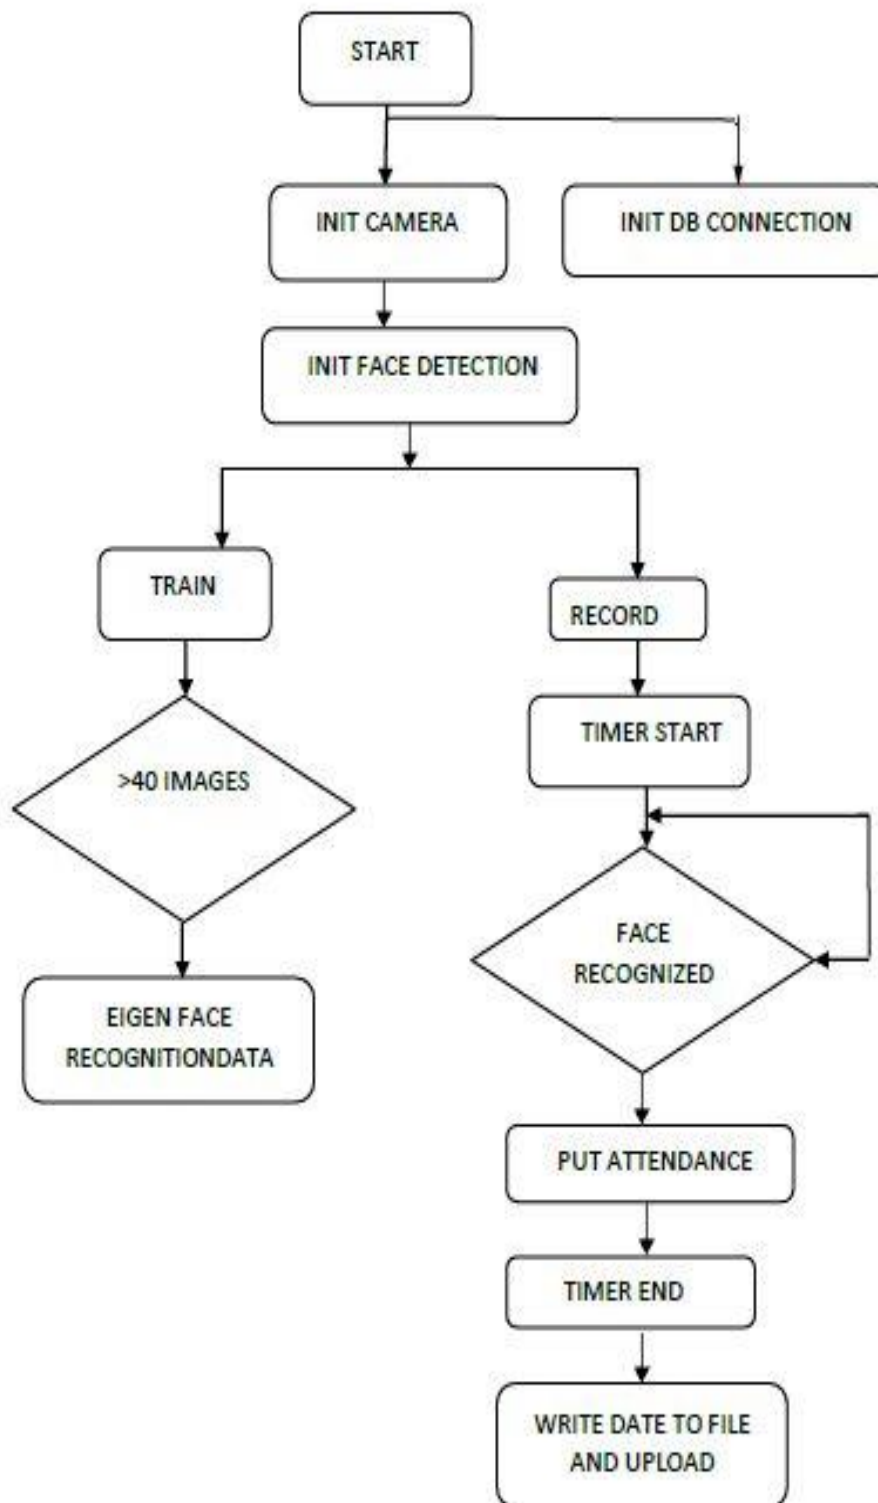 START
INIT CAMERA
INIT DB CONNECTION
INIT FACE DETECTION
TRAIN
RECORD
TIMER START
>40 IMAGES
FACE
RECOGNIZED
EIGEN FACE
RECOGNITIONDATA
PUT ATTENDANCE
TIMER END
WRITE DATE TO FILE
AND UPLOAD